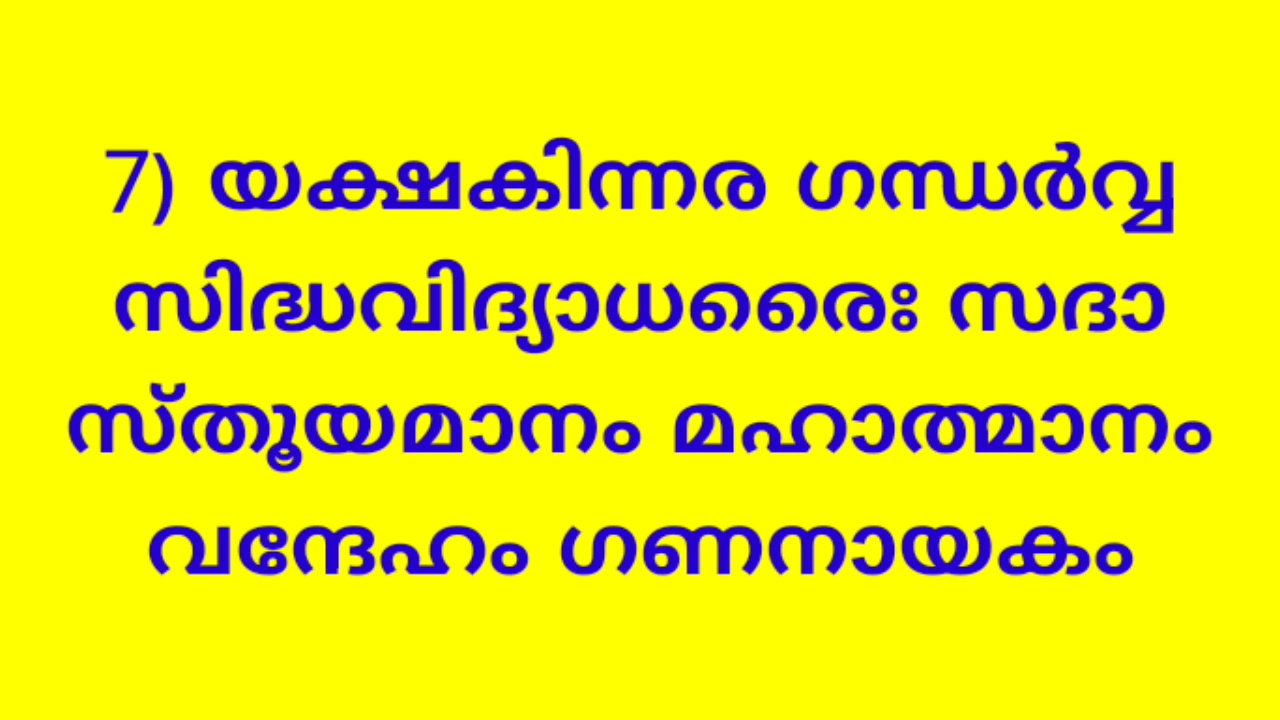 7) യക്ഷകിന്നര ഗന്ധർവ്വ
സിദ്ധവിദ്യാധരൈഃ സദാ
സ്തൂയമാനം മഹാത്മാനം
വന്ദേഹം ഗണനായകം